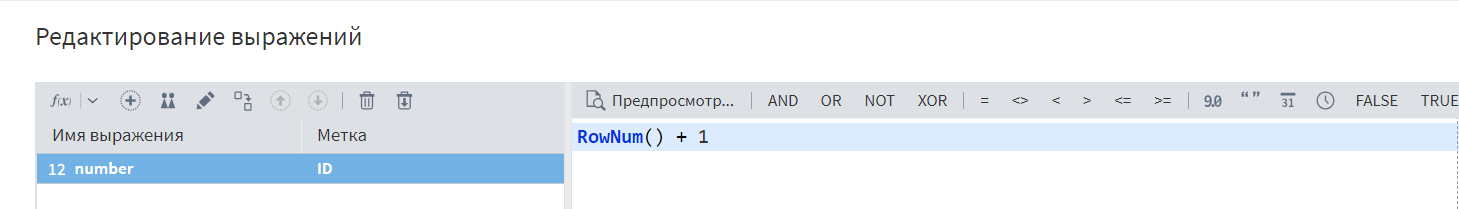 Редактирование выражений
f(x) Предпросмотр... AND OR NOT XOR = <> < > <= >= 9.0 “ ” 31 FALSE TRUE
Имя выражения Метка
RowNum() + 1
12 number ID